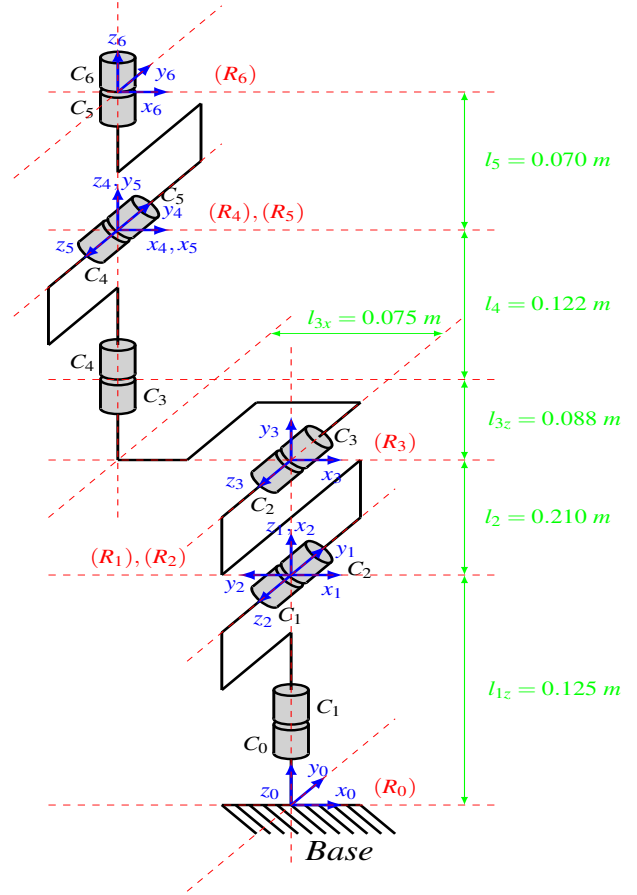 z₆
C₆ y₆ (R₆)
C₅ x₆
l₅ = 0.070 m
z₄, y₅ C₅
y₄ (R₄), (R₅)
z₅ x₄, x₅
C₄
l₄ = 0.122 m
l₃ₓ = 0.075 m
C₄
C₃
l₃z = 0.088 m
y₃ C₃
(R₃)
z₃ x₃
C₂
l₂ = 0.210 m
z₁, x₂
(R₁), (R₂) y₁
y₂ x₁ C₂
z₂ C₁
l₁z = 0.125 m
C₁
C₀
y₀
z₀ x₀ (R₀)
Base